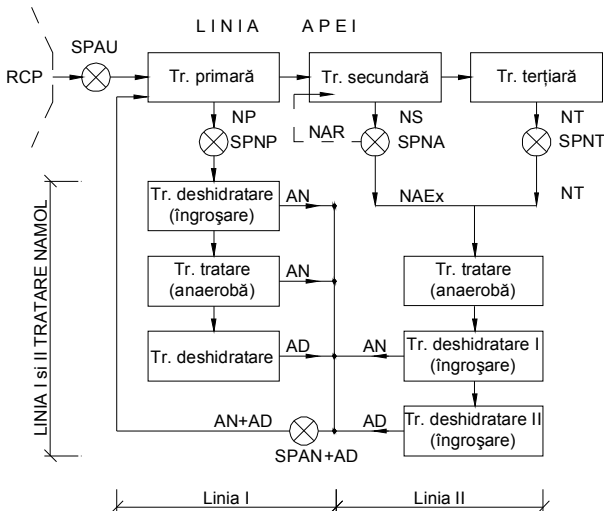 LINIA APEI
SPAU
RCP
Tr. primară
Tr. secundară
Tr. terțiară
NP
SPNP
NAR
NS
SPNA
NT
SPNT
NAEx
NT
Tr. deshidratare
(îngroșare)
AN
Tr. tratare
(anaerobă)
AN
Tr. deshidratare
AD
Tr. tratare
(anaerobă)
AN
Tr. deshidratare I
(îngroșare)
AD
Tr. deshidratare II
(îngroșare)
AN+AD
SPAN+AD
LINIA I si II TRATARE NAMOL
Linia I
Linia II